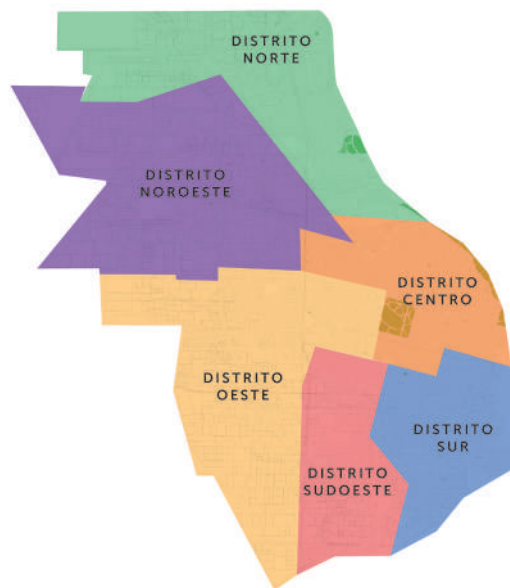 DISTRITO
NORTE
DISTRITO
NOROESTE
DISTRITO
CENTRO
DISTRITO
OESTE
DISTRITO
SUR
DISTRITO
SUDOESTE